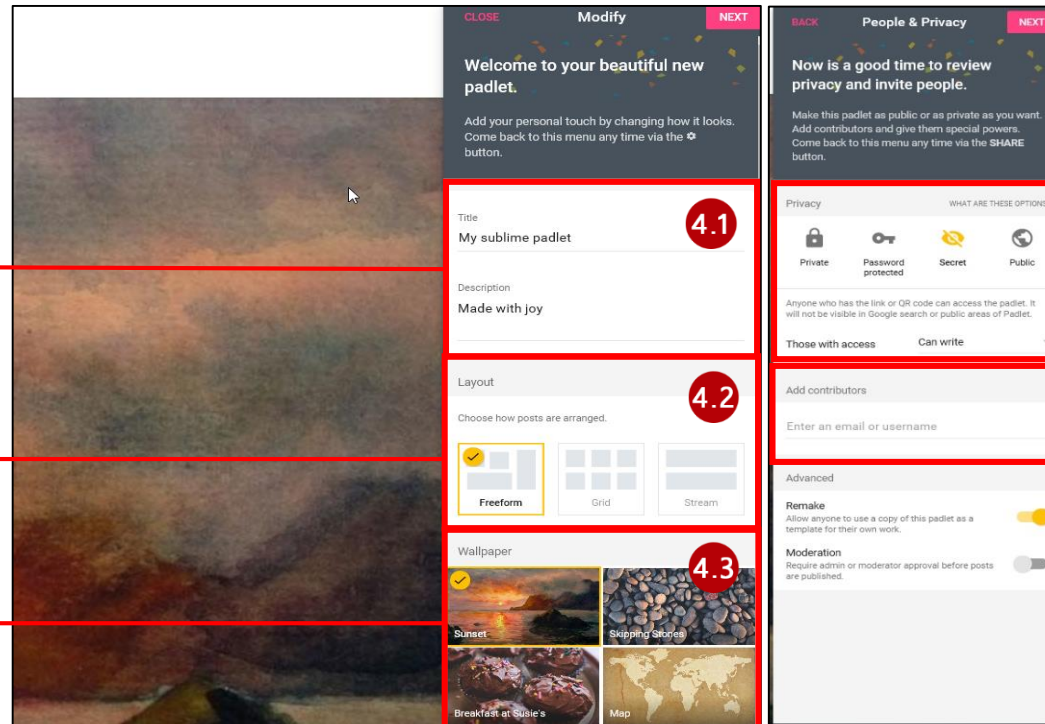 CLOSE Modify NEXT
Welcome to your beautiful new
padlet.
Add your personal touch by changing how it looks.
Come back to this menu any time via the
button.
4.1
Title
My sublime padlet
Description
Made with joy
4.2
Layout
Choose how posts are arranged.
Freeform Grid Stream
4.3
Wallpaper
Sunset Skipping Stones
Breakfast at Susie's Map
BACK People & Privacy NEXT
Now is a good time to review
privacy and invite people.
Make this padlet as public or as private as you want.
Add contributors and give them special powers.
Come back to this menu any time via the SHARE
button.
Privacy WHAT ARE THESE OPTIONS
Private Password protected Secret Public
Anyone who has the link or QR code can access the padlet. It
will not be visible in Google search or public areas of Padlet.
Those with access Can write
Add contributors
Enter an email or username
Advanced
Remake
Allow anyone to use a copy of this padlet as a
template for their own work.
Moderation
Require admin or moderator approval before posts
are published.